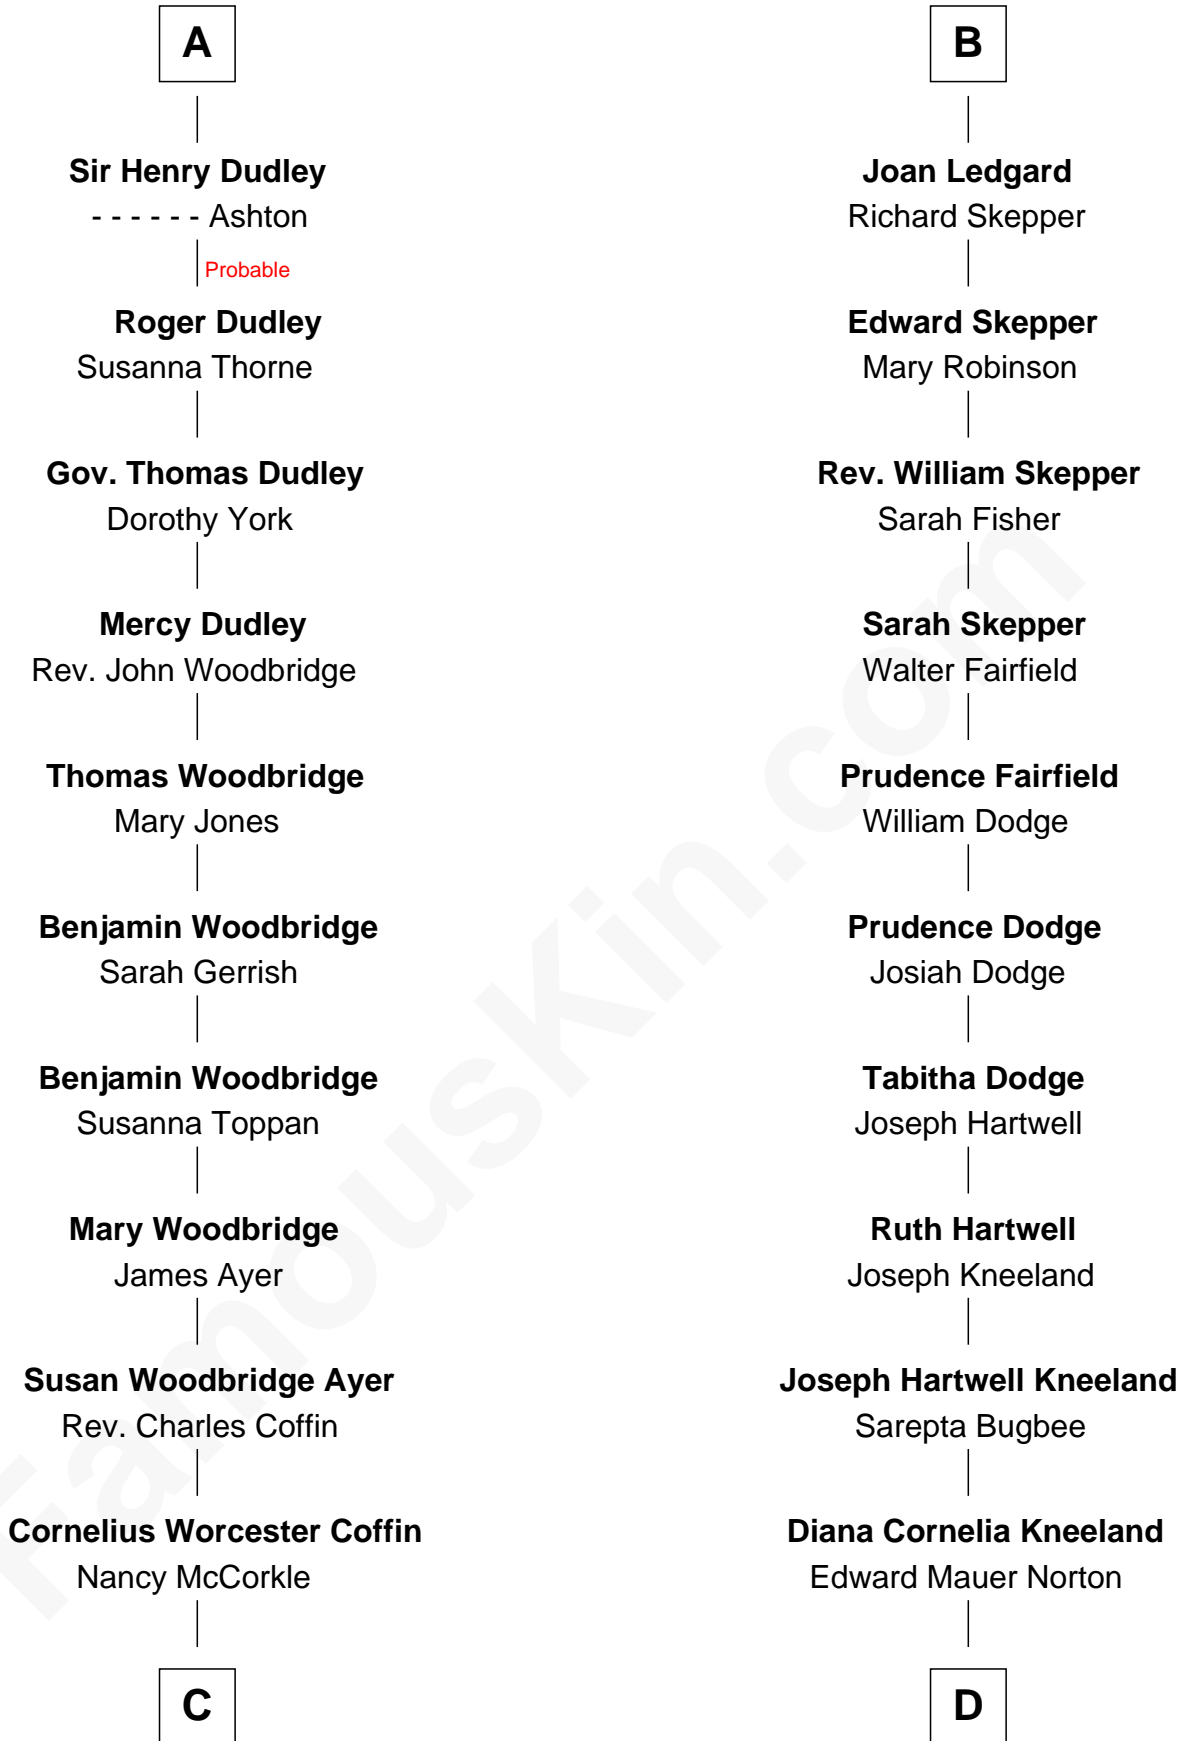 A
Sir Henry Dudley
- - - - - - Ashton
Probable
Roger Dudley
Susanna Thorne
Gov. Thomas Dudley
Dorothy York
Mercy Dudley
Rev. John Woodbridge
Thomas Woodbridge
Mary Jones
Benjamin Woodbridge
Sarah Gerrish
Benjamin Woodbridge
Susanna Toppan
Mary Woodbridge
James Ayer
Susan Woodbridge Ayer
Rev. Charles Coffin
Cornelius Worcester Coffin
Nancy McCorkle
C
B
Joan Ledgard
Richard Skepper
Edward Skepper
Mary Robinson
Rev. William Skepper
Sarah Fisher
Sarah Skepper
Walter Fairfield
Prudence Fairfield
William Dodge
Prudence Dodge
Josiah Dodge
Tabitha Dodge
Joseph Hartwell
Ruth Hartwell
Joseph Kneeland
Joseph Hartwell Kneeland
Sarepta Bugbee
Diana Cornelia Kneeland
Edward Mauer Norton
D
FamousKin.com